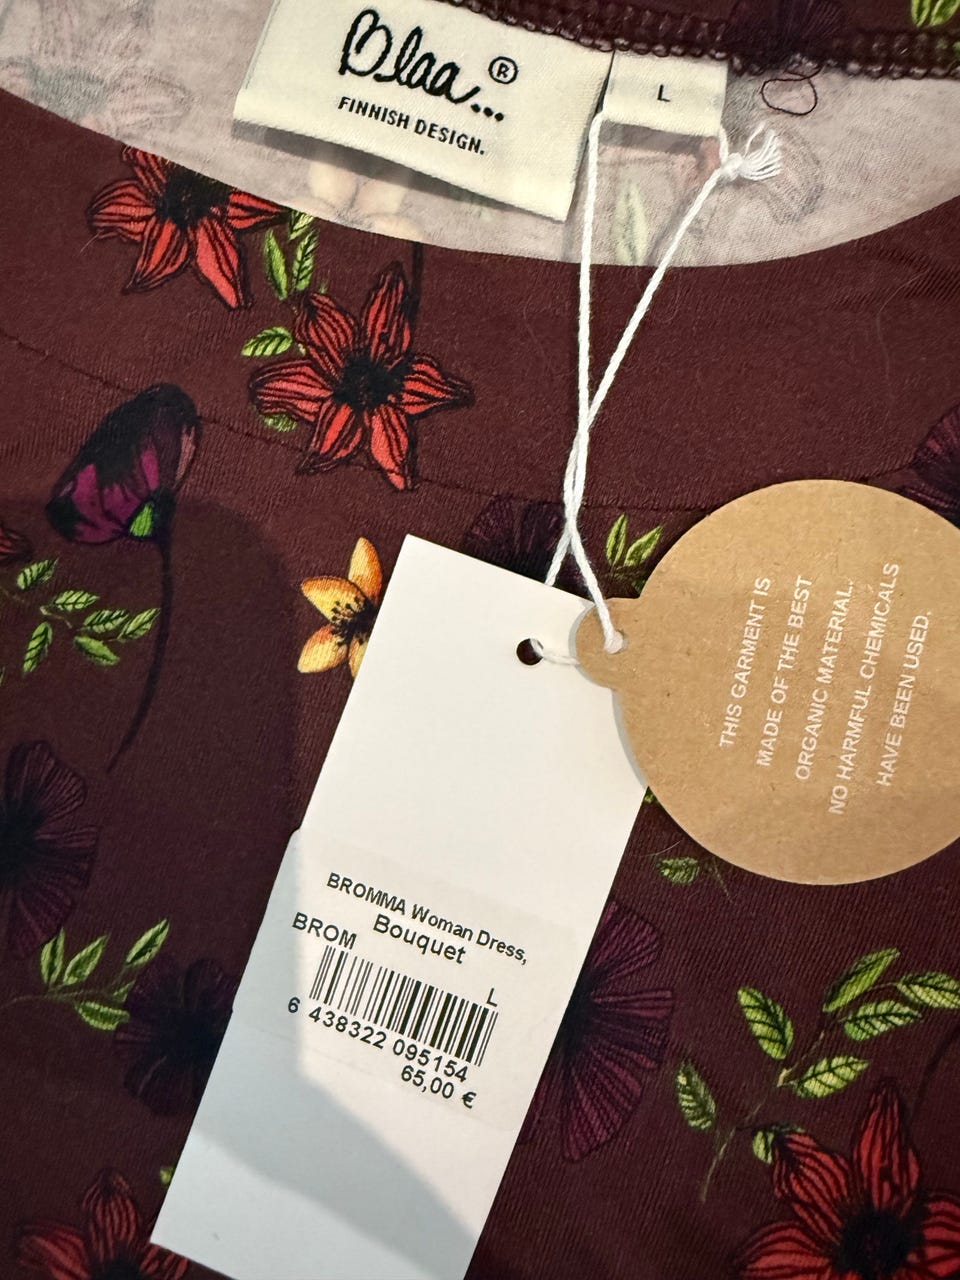 Blaa...®
FINNISH DESIGN.
L
THIS GARMENT IS
MADE OF THE BEST
ORGANIC MATERIAL.
NO HARMFUL CHEMICALS
HAVE BEEN USED.
BROMMA Woman Dress,
Bouquet
BROM
L
6 438322 095154
65,00 €